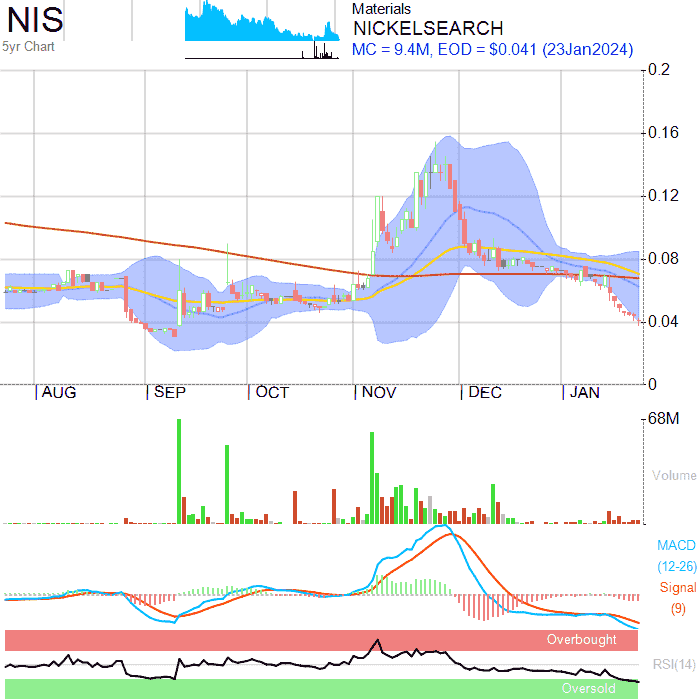 NIS
5yr Chart
Materials
NICKELSEARCH
MC = 9.4M, EOD = $0.041 (23Jan2024)
0.2
0.16
0.12
0.08
0.04
0
AUG SEP OCT NOV DEC JAN
68M
Volume
MACD
(12-26)
Signal
(9)
Overbought
RSI(14)
Oversold